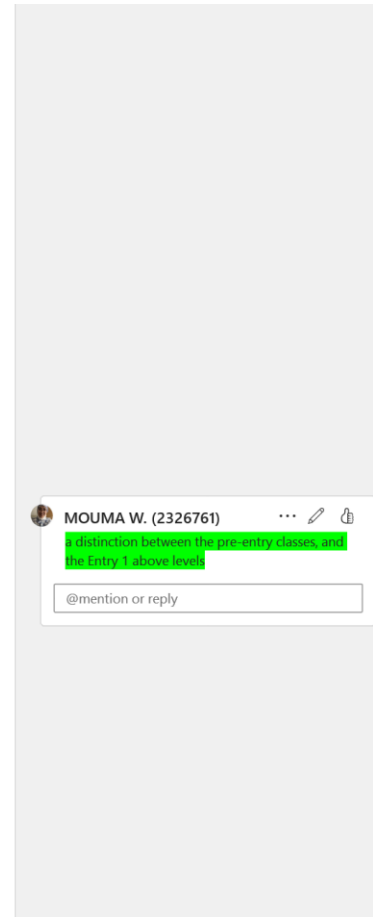 MOUMA W. (2326761)
a distinction between the pre-entry classes, and
the Entry 1 above levels
@mention or reply